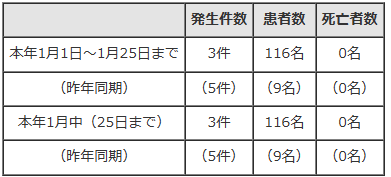 発生件数 患者数 死亡者数
本年1月1日～1月25日まで 3件 116名 0名
（昨年同期） （5件） （9名） （0名）
本年1月中（25日まで） 3件 116名 0名
（昨年同期） （5件） （9名） （0名）